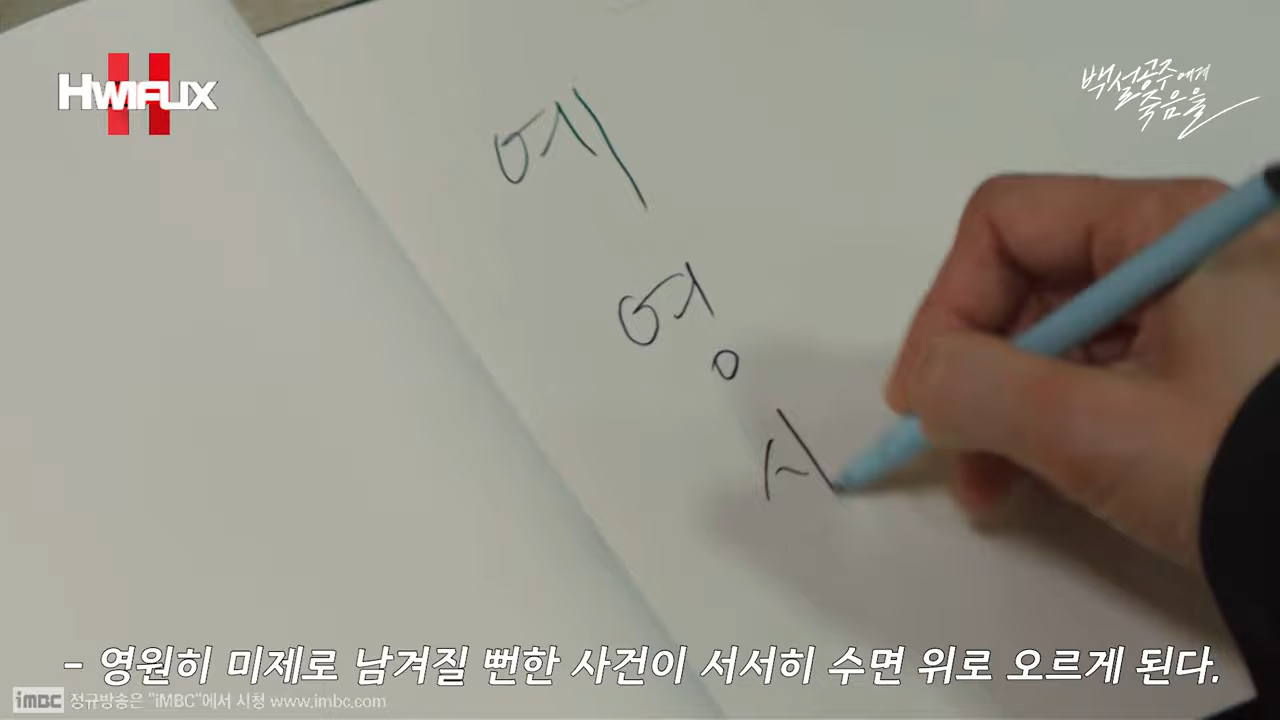 HWIFLIX
백설공주에게
죽음을
에
영
시
- 영원히 미제로 남겨질 뻔한 사건이 서서히 수면 위로 오르게 된다.
iMBC 정규방송은 "iMBC"에서 시청 www.imbc.com